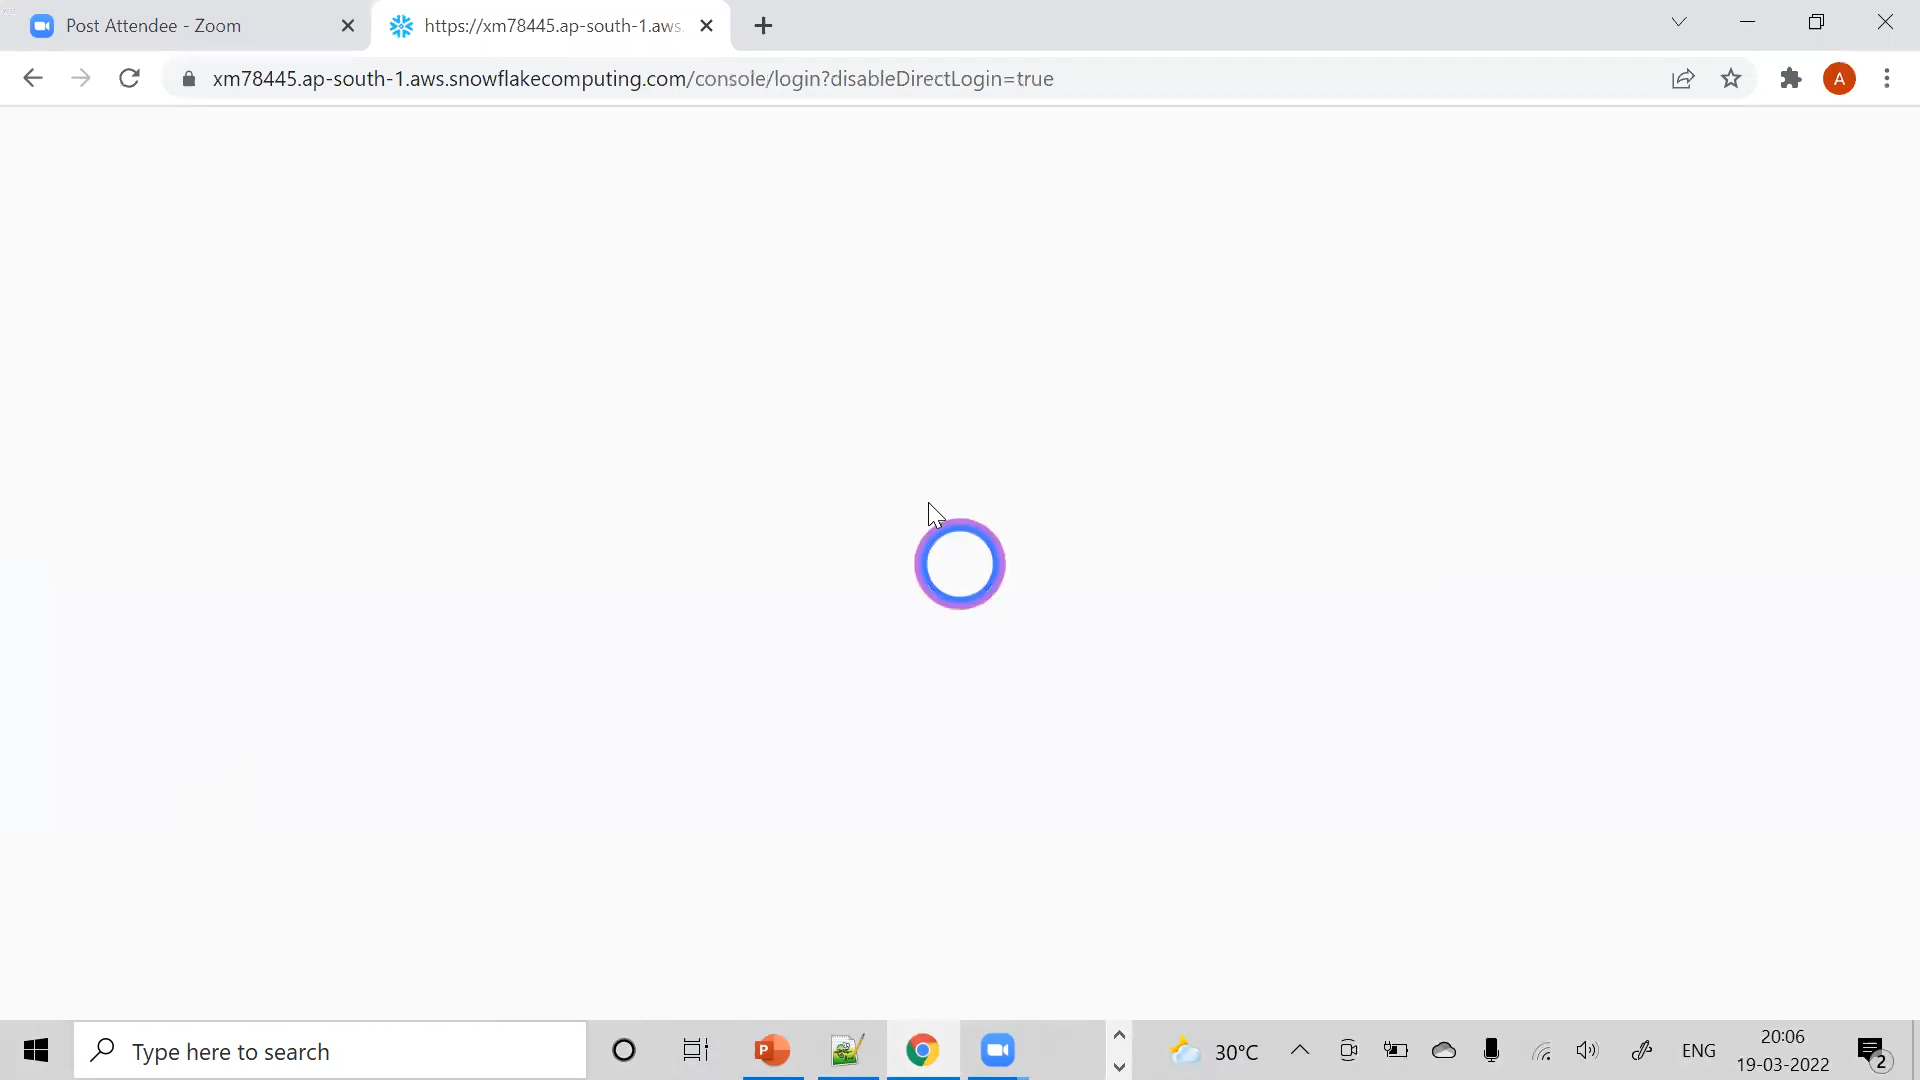 Post Attendee - Zoom
https://xm78445.ap-south-1.aws.
xm78445.ap-south-1.aws.snowflakecomputing.com/console/login?disableDirectLogin=true
A
Type here to search
P
30°C
ENG
20:06
19-03-2022
2